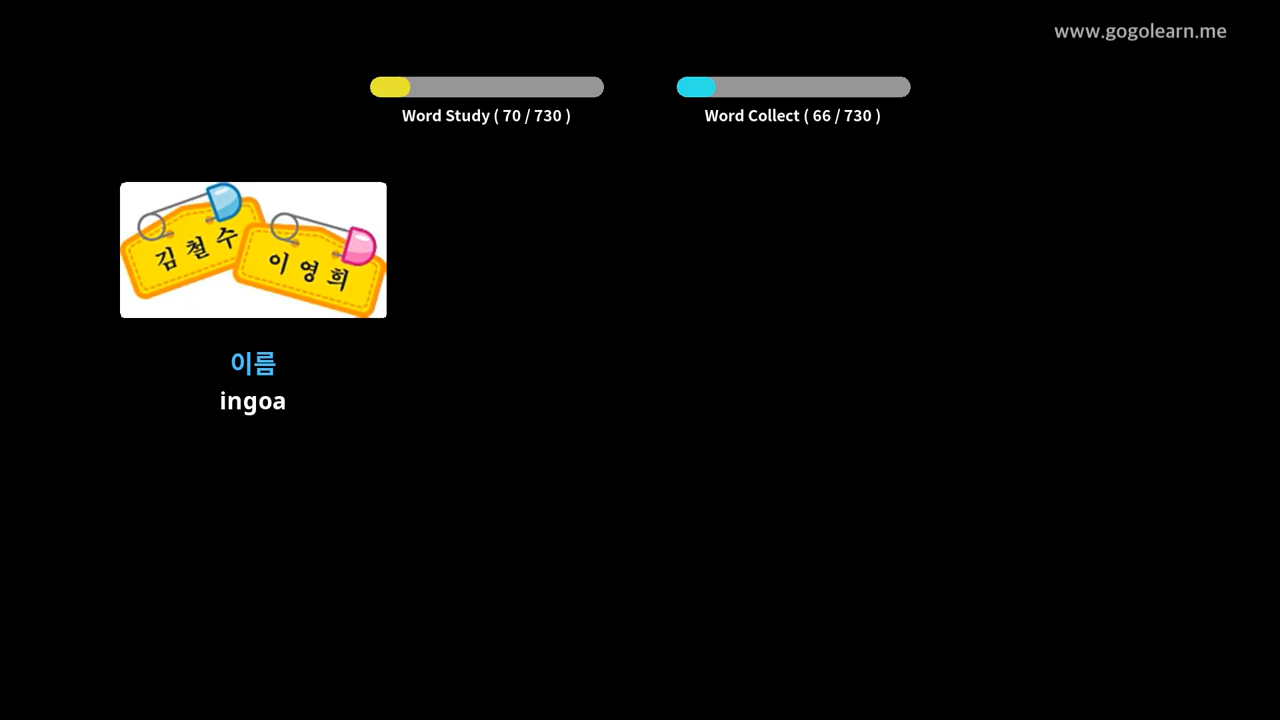 www.gogolearn.me
Word Study ( 70 / 730 )
Word Collect ( 66 / 730 )
김철수
이영희
이름
ingoa